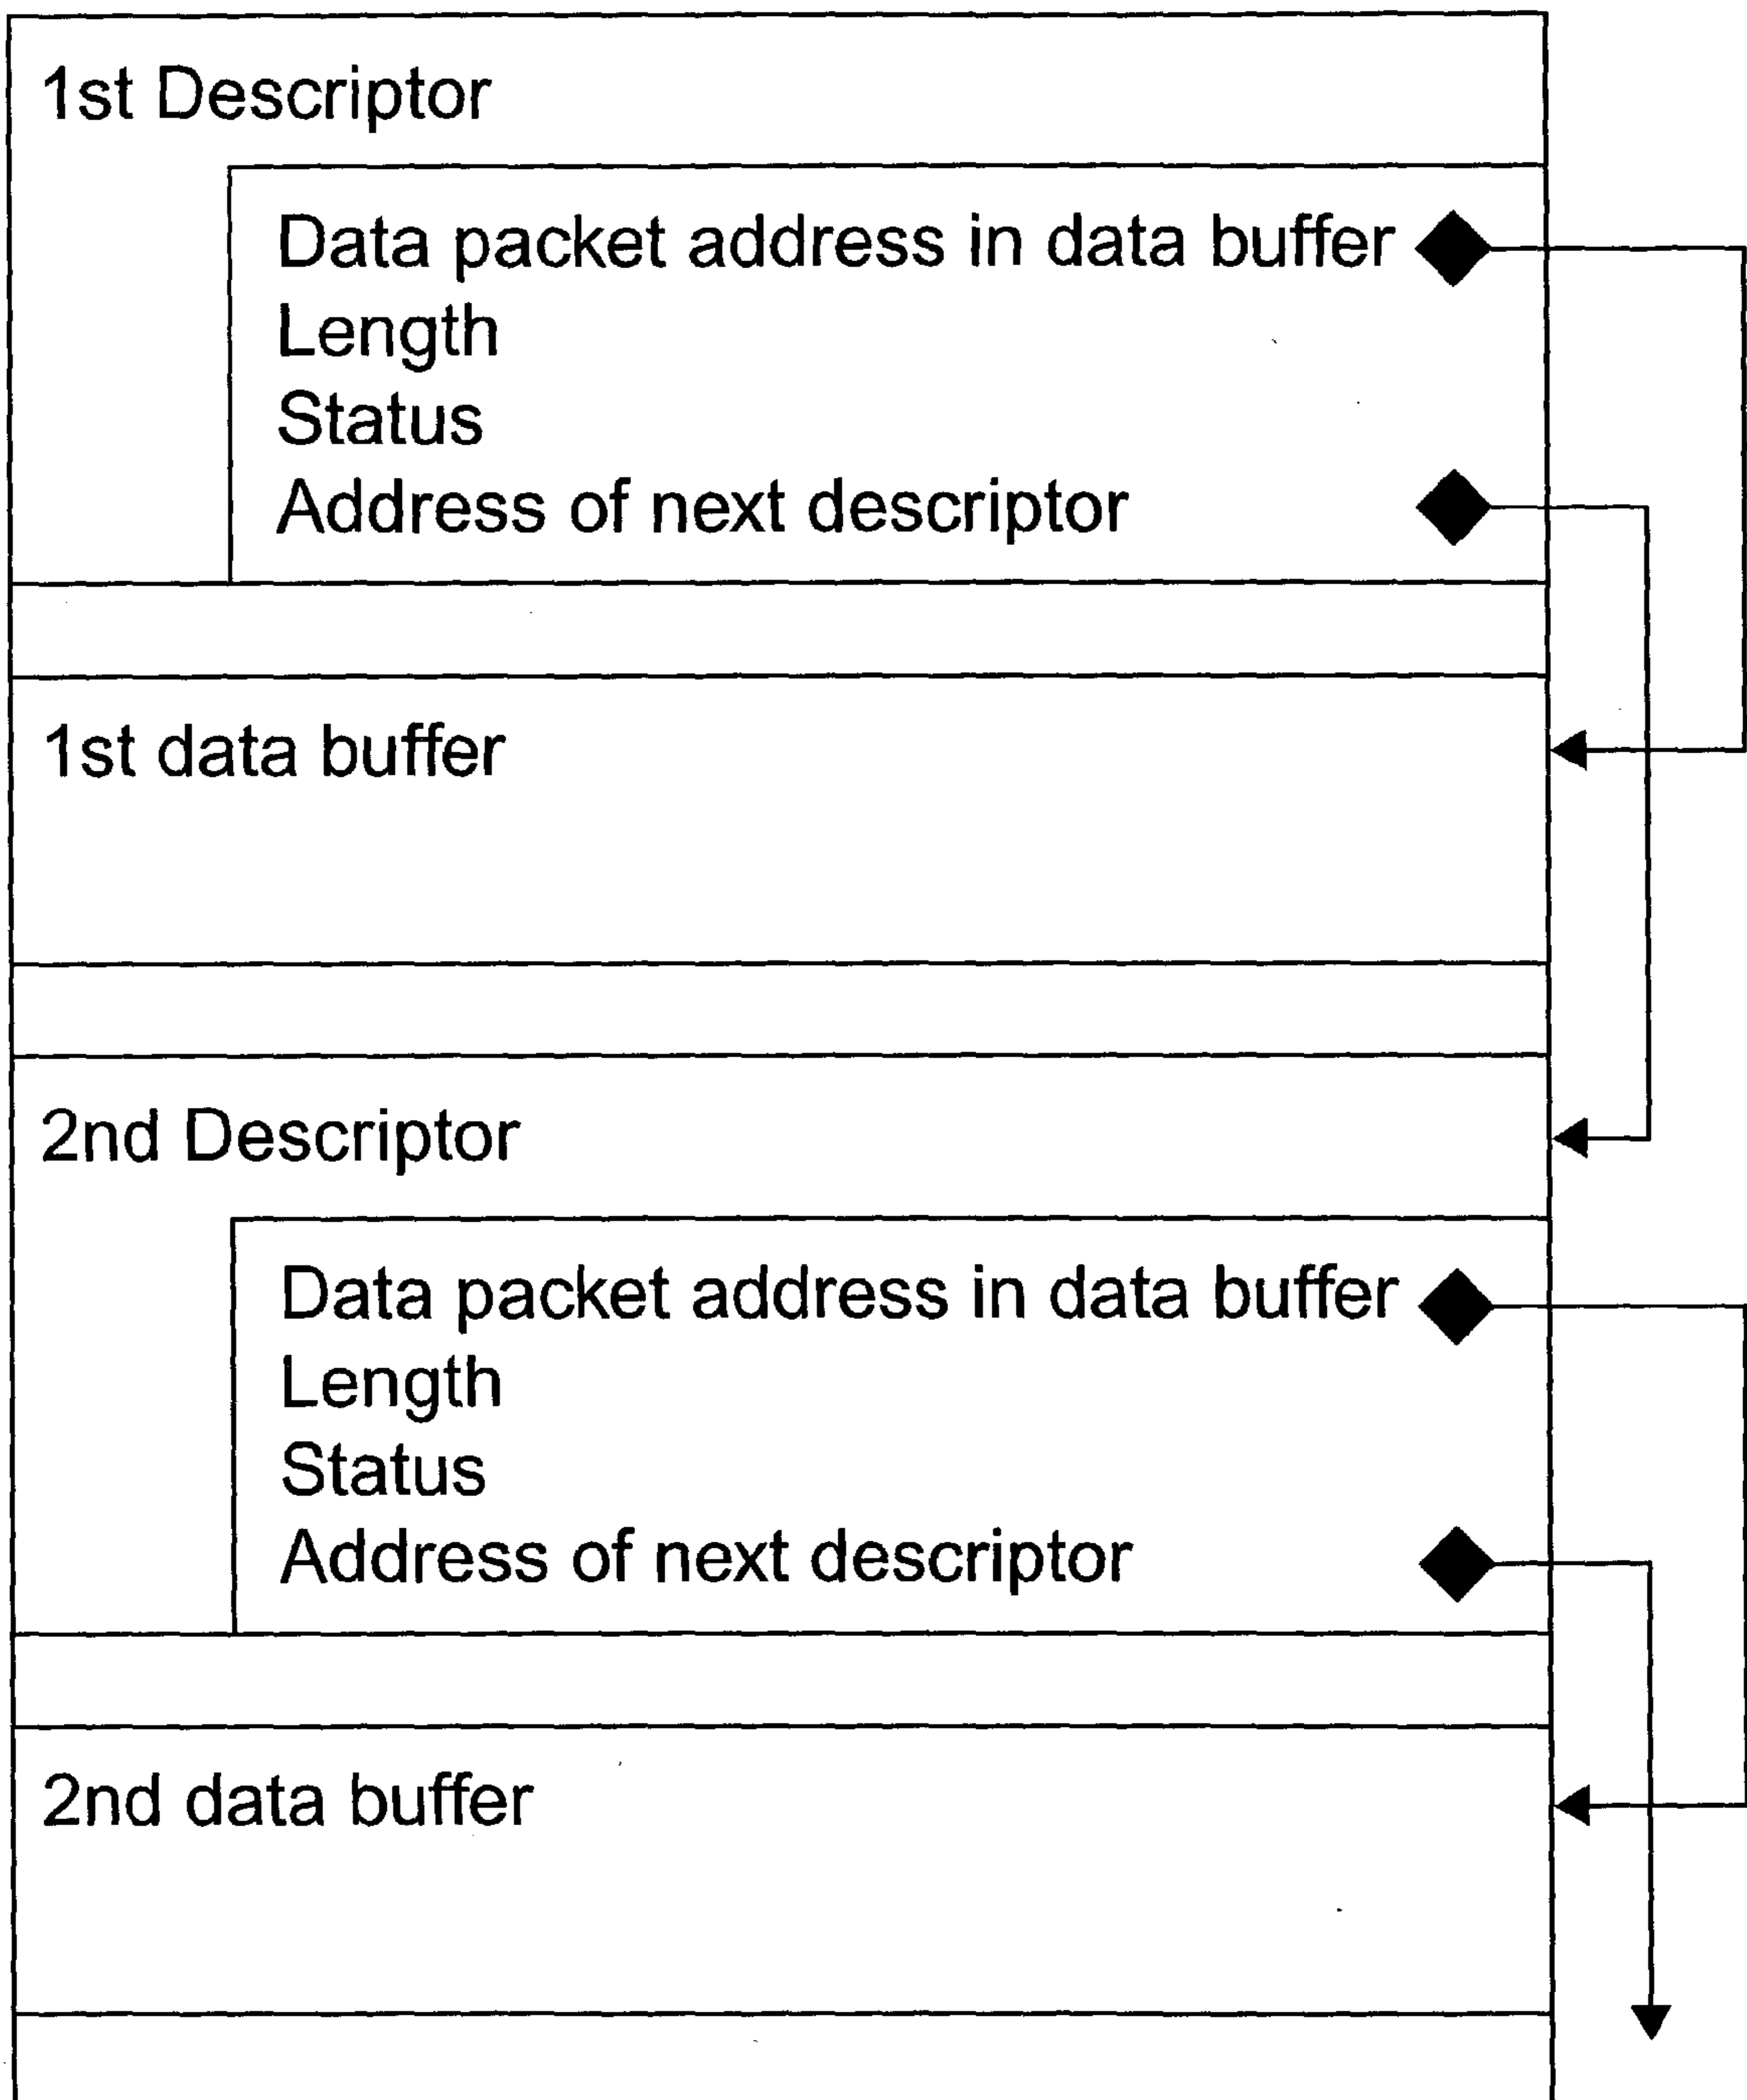 1st Descriptor
Data packet address in data buffer
Length
Status
Address of next descriptor
1st data buffer
2nd Descriptor
Data packet address in data buffer
Length
Status
Address of next descriptor
2nd data buffer